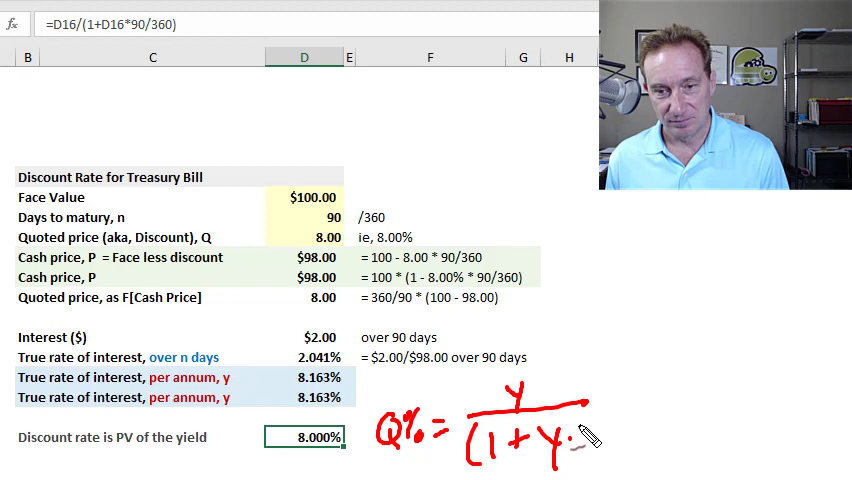 fx =D16/(1+D16*90/360)
B C D E F G H
Discount Rate for Treasury Bill
Face Value $100.00
Days to matury, n 90 /360
Quoted price (aka, Discount), Q 8.00 ie, 8.00%
Cash price, P = Face less discount $98.00 = 100 - 8.00 * 90/360
Cash price, P $98.00 = 100 * (1 - 8.00% * 90/360)
Quoted price, as F[Cash Price] 8.00 = 360/90 * (100 - 98.00)
Interest ($) $2.00 over 90 days
True rate of interest, over n days 2.041% = $2.00/$98.00 over 90 days
True rate of interest, per annum, y 8.163%
True rate of interest, per annum, y 8.163%
y
Discount rate is PV of the yield 8.000% Q% = (1 + y ·